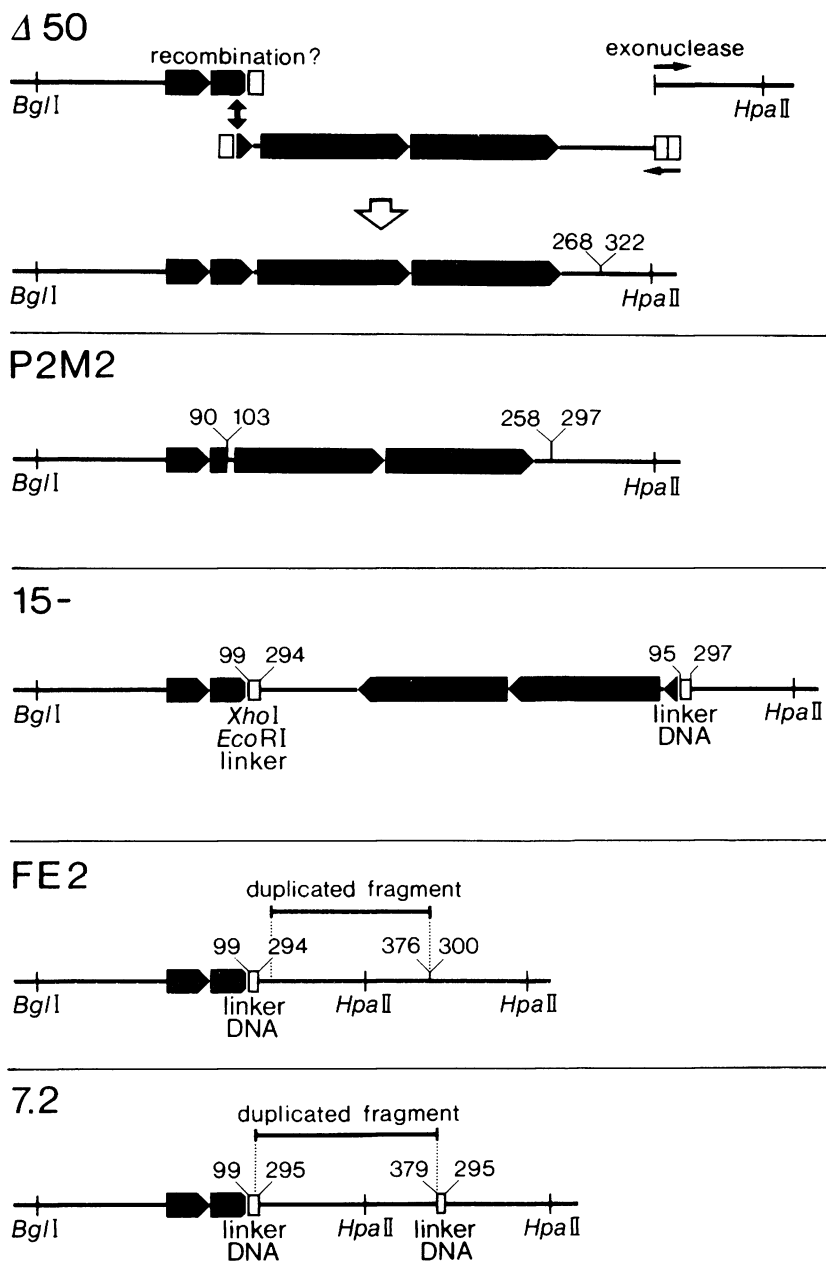 Δ50
recombination?
exonuclease
BglI
HpaII
268 322
BglI
HpaII
P2M2
90 103
258 297
BglI
HpaII
15-
99 294
95 297
BglI
XhoI
EcoRI
linker
linker
DNA
HpaII
FE2
duplicated fragment
99 294
376 300
BglI
linker
DNA
HpaII
HpaII
7.2
duplicated fragment
99 295
379 295
BglI
linker
DNA
HpaII
linker
DNA
HpaII